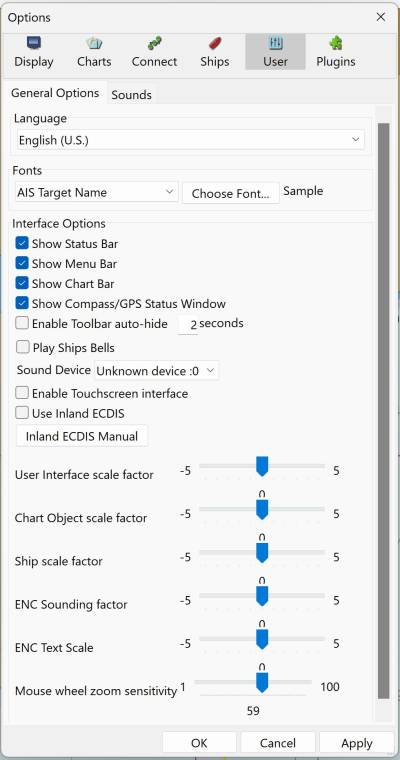 Options
Display Charts Connect Ships User Plugins
General Options Sounds
Language
English (U.S.)
Fonts
AIS Target Name Choose Font... Sample
Interface Options
Show Status Bar
Show Menu Bar
Show Chart Bar
Show Compass/GPS Status Window
Enable Toolbar auto-hide 2 seconds
Play Ships Bells
Sound Device Unknown device :0
Enable Touchscreen interface
Use Inland ECDIS
Inland ECDIS Manual
User Interface scale factor -5 5
0
Chart Object scale factor -5 5
0
Ship scale factor -5 5
0
ENC Sounding factor -5 5
0
ENC Text Scale -5 5
0
Mouse wheel zoom sensitivity 1 100
59
OK Cancel Apply